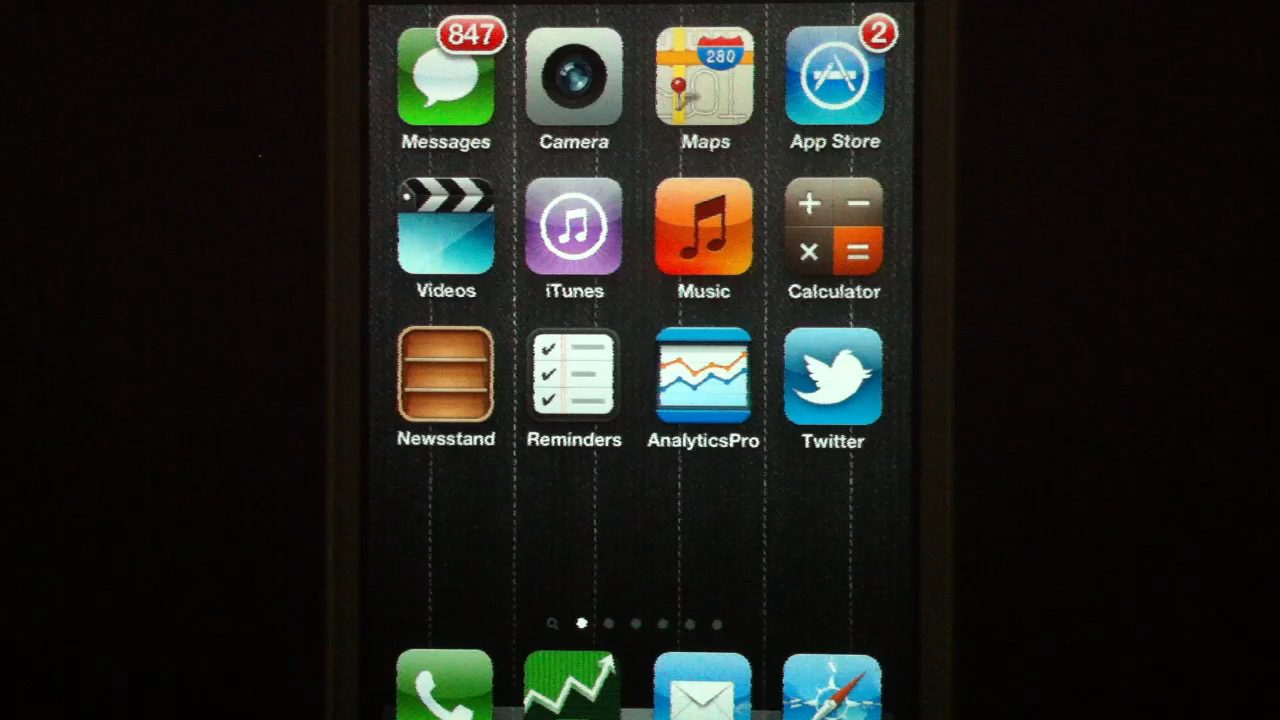 847
2
280
Messages Camera Maps App Store
Videos iTunes Music Calculator
Newsstand Reminders AnalyticsPro Twitter